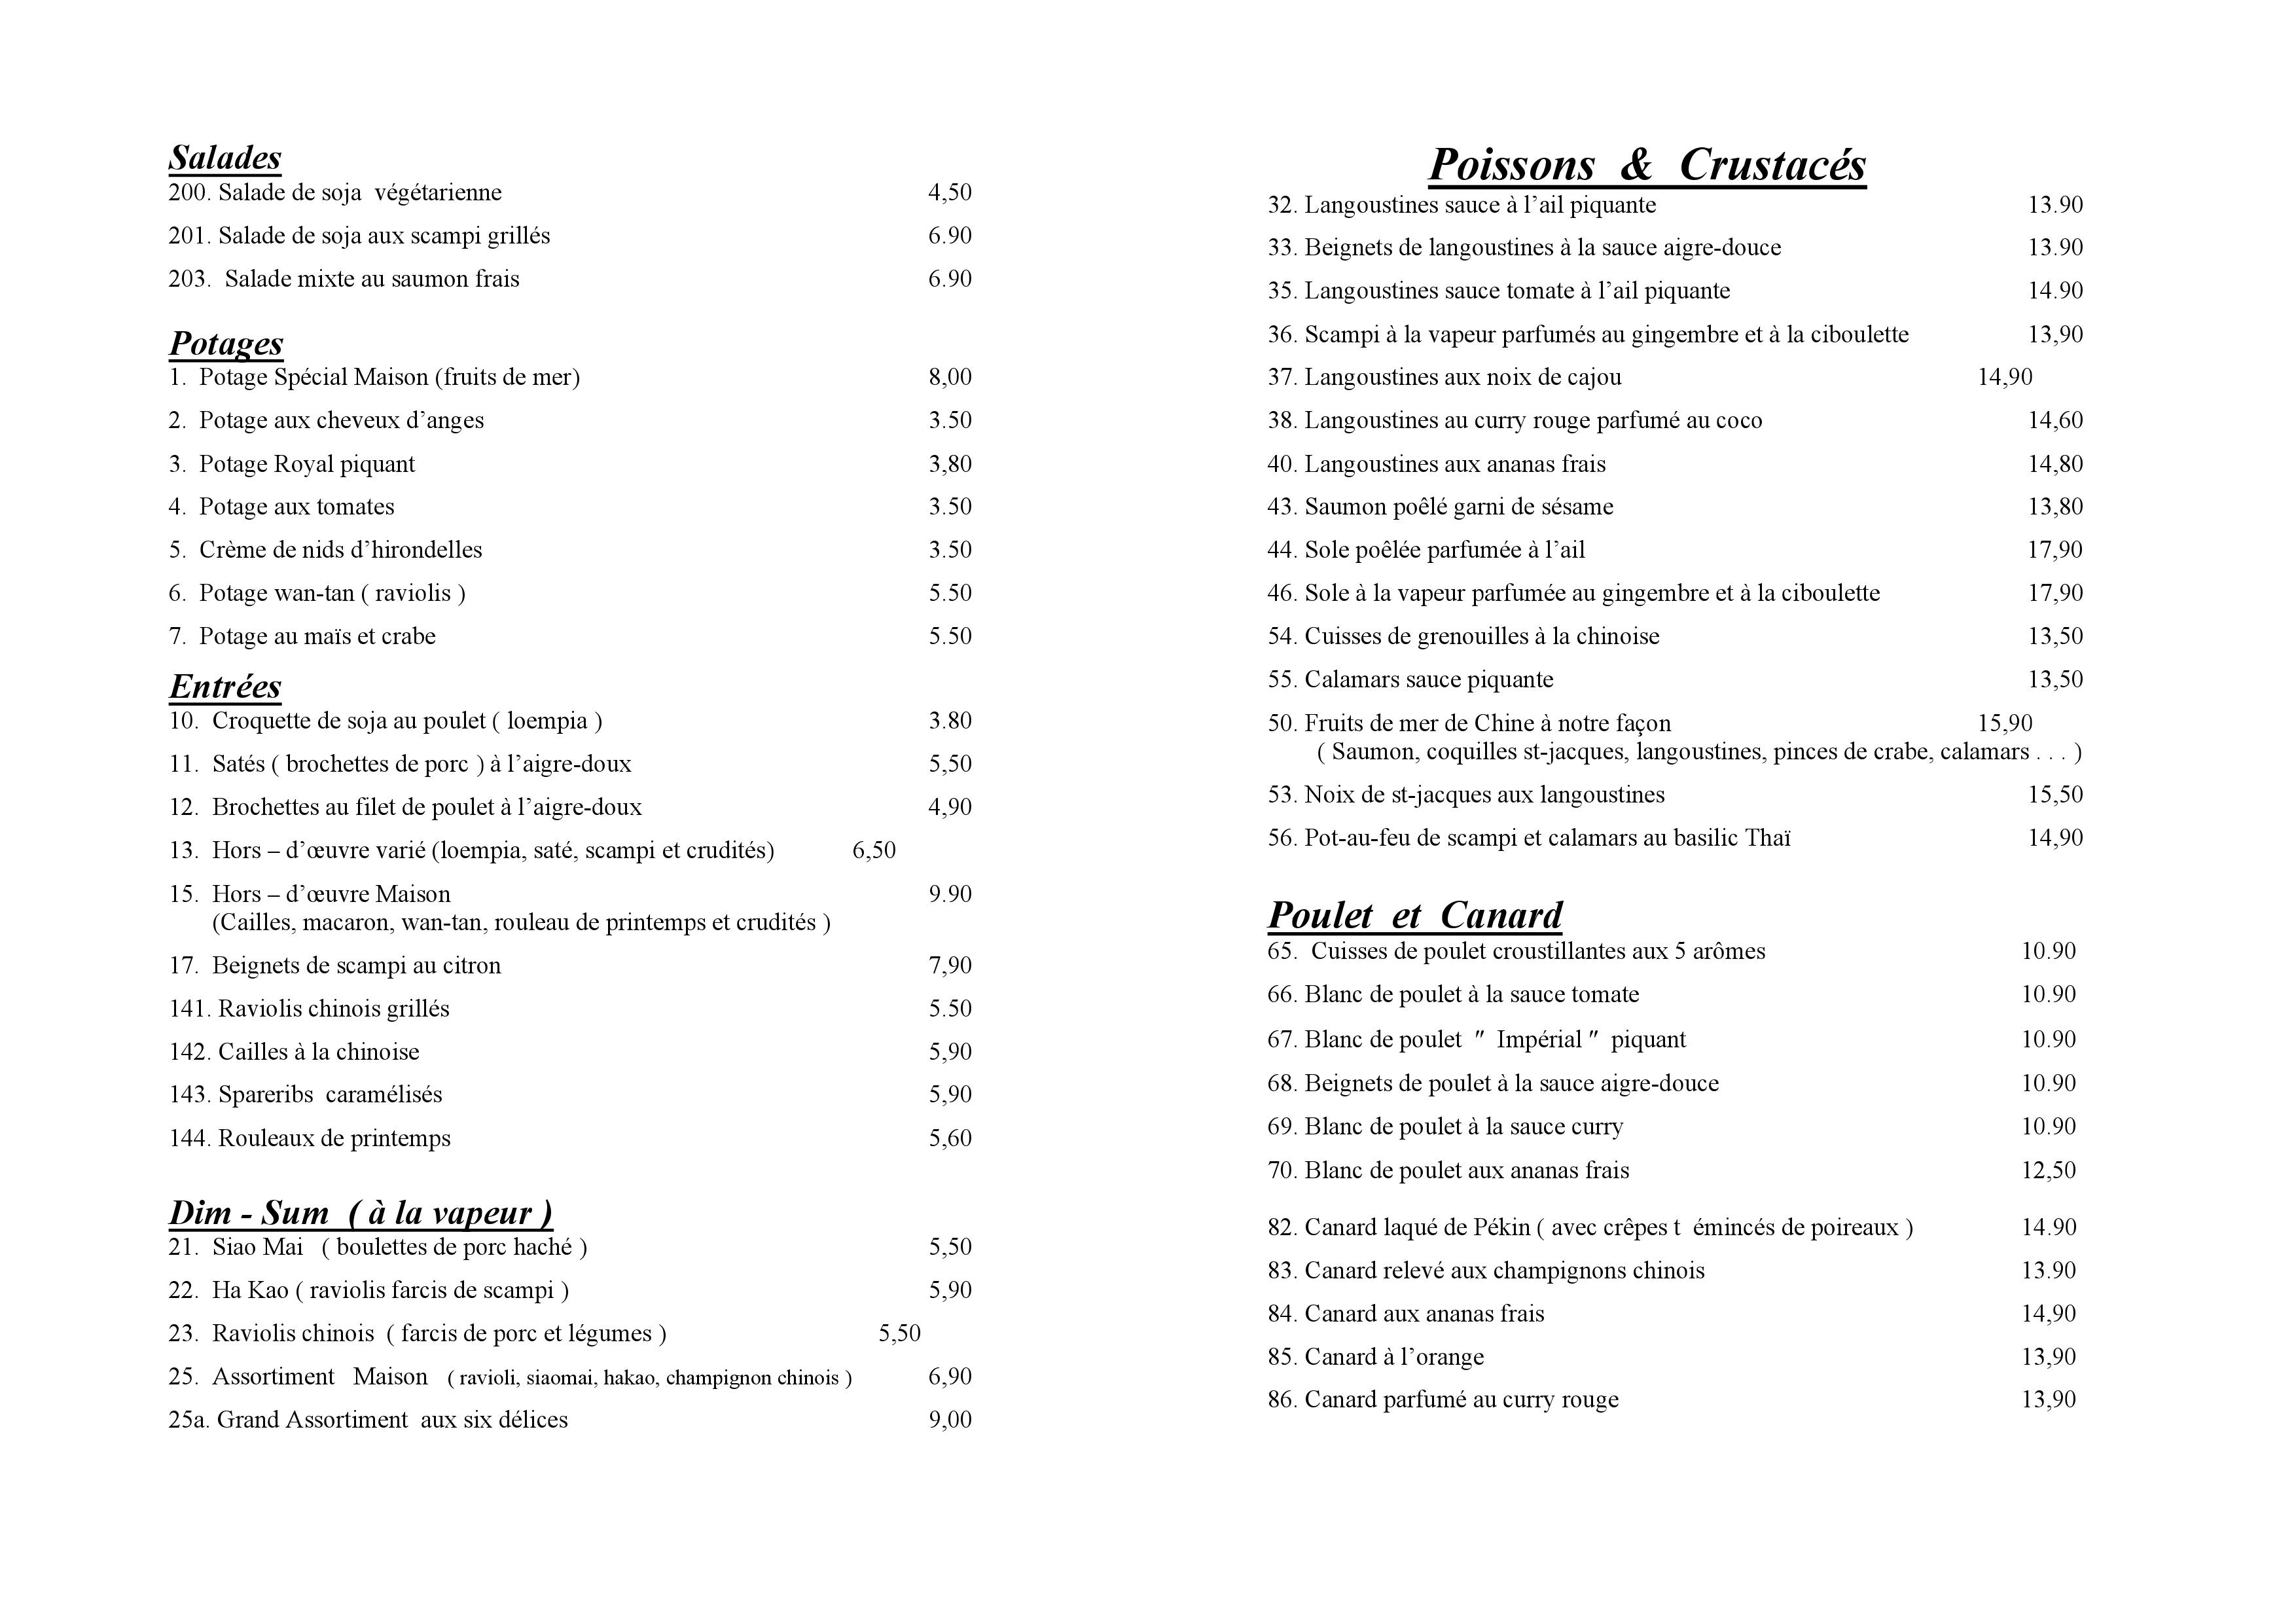 Salades
200. Salade de soja végétarienne 4,50
201. Salade de soja aux scampi grillés 6.90
203. Salade mixte au saumon frais 6.90
Potages
1. Potage Spécial Maison (fruits de mer) 8,00
2. Potage aux cheveux d’anges 3.50
3. Potage Royal piquant 3,80
4. Potage aux tomates 3.50
5. Crème de nids d’hirondelles 3.50
6. Potage wan-tan ( raviolis ) 5.50
7. Potage au maïs et crabe 5.50
Entrées
10. Croquette de soja au poulet ( loempia ) 3.80
11. Satés ( brochettes de porc ) à l’aigre-doux 5,50
12. Brochettes au filet de poulet à l’aigre-doux 4,90
13. Hors – d’œuvre varié (loempia, saté, scampi et crudités) 6,50
15. Hors – d’œuvre Maison 9.90
(Cailles, macaron, wan-tan, rouleau de printemps et crudités )
17. Beignets de scampi au citron 7,90
141. Raviolis chinois grillés 5.50
142. Cailles à la chinoise 5,90
143. Spareribs caramélisés 5,90
144. Rouleaux de printemps 5,60
Dim - Sum ( à la vapeur )
21. Siao Mai ( boulettes de porc haché ) 5,50
22. Ha Kao ( raviolis farcis de scampi ) 5,90
23. Raviolis chinois ( farcis de porc et légumes ) 5,50
25. Assortiment Maison ( ravioli, siaomai, hakao, champignon chinois ) 6,90
25a. Grand Assortiment aux six délices 9,00
Poissons & Crustacés
32. Langoustines sauce à l’ail piquante 13.90
33. Beignets de langoustines à la sauce aigre-douce 13.90
35. Langoustines sauce tomate à l’ail piquante 14.90
36. Scampi à la vapeur parfumés au gingembre et à la ciboulette 13,90
37. Langoustines aux noix de cajou 14,90
38. Langoustines au curry rouge parfumé au coco 14,60
40. Langoustines aux ananas frais 14,80
43. Saumon poêlé garni de sésame 13,80
44. Sole poêlée parfumée à l’ail 17,90
46. Sole à la vapeur parfumée au gingembre et à la ciboulette 17,90
54. Cuisses de grenouilles à la chinoise 13,50
55. Calamars sauce piquante 13,50
50. Fruits de mer de Chine à notre façon 15,90
( Saumon, coquilles st-jacques, langoustines, pinces de crabe, calamars . . . )
53. Noix de st-jacques aux langoustines 15,50
56. Pot-au-feu de scampi et calamars au basilic Thaï 14,90
Poulet et Canard
65. Cuisses de poulet croustillantes aux 5 arômes 10.90
66. Blanc de poulet à la sauce tomate 10.90
67. Blanc de poulet " Impérial " piquant 10.90
68. Beignets de poulet à la sauce aigre-douce 10.90
69. Blanc de poulet à la sauce curry 10.90
70. Blanc de poulet aux ananas frais 12,50
82. Canard laqué de Pékin ( avec crêpes t émincés de poireaux ) 14.90
83. Canard relevé aux champignons chinois 13.90
84. Canard aux ananas frais 14,90
85. Canard à l’orange 13,90
86. Canard parfumé au curry rouge 13,90